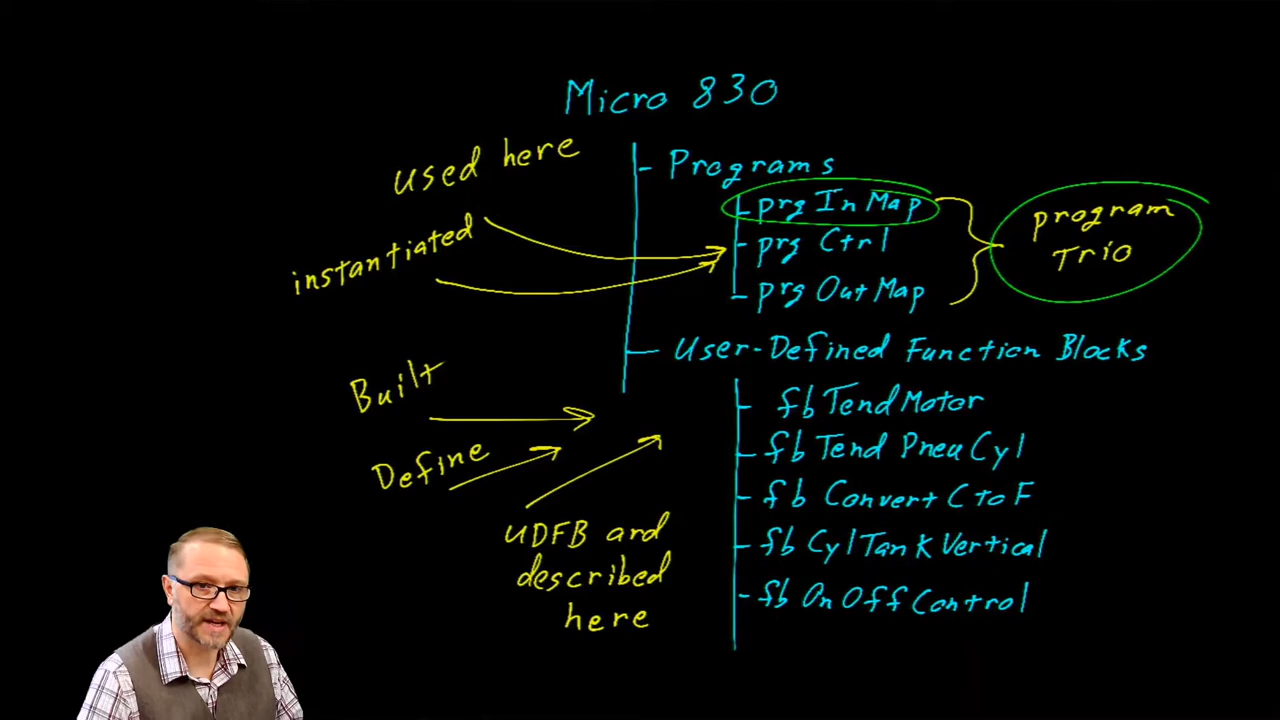 Micro 830
used here
Programs
prg In Map
prg Ctrl
prg Out Map
program
Trio
instantiated
User-Defined Function Blocks
Built
fb Tend Motor
Define
fb Tend Pneu Cyl
fb Convert C to F
UDFB and
described
here
fb Cyl Tank Vertical
fb On Off Control